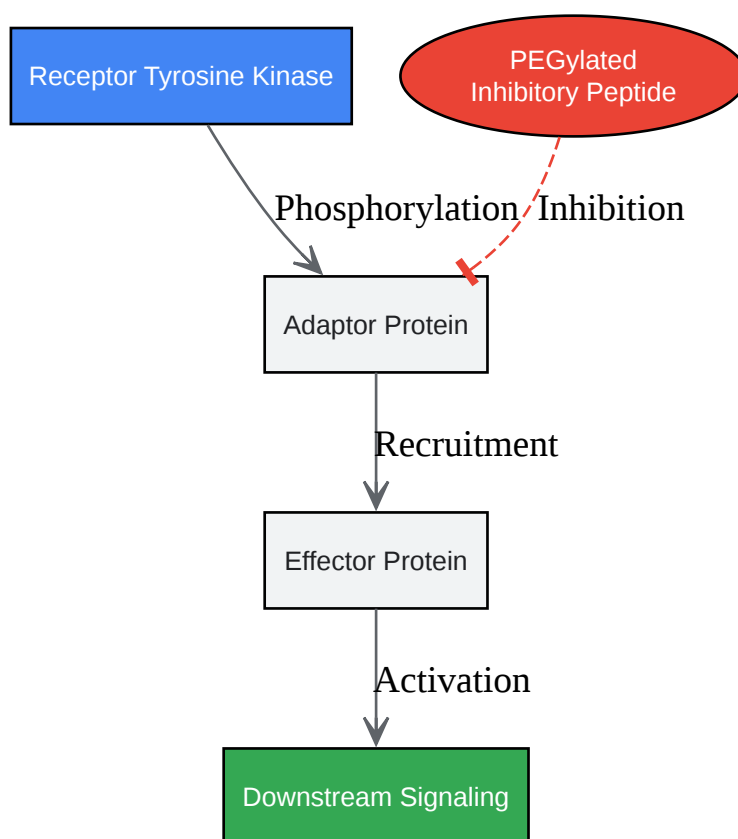 Receptor Tyrosine Kinase
PEGylated
Inhibitory Peptide
Phosphorylation
Inhibition
Adaptor Protein
Recruitment
Effector Protein
Activation
Downstream Signaling